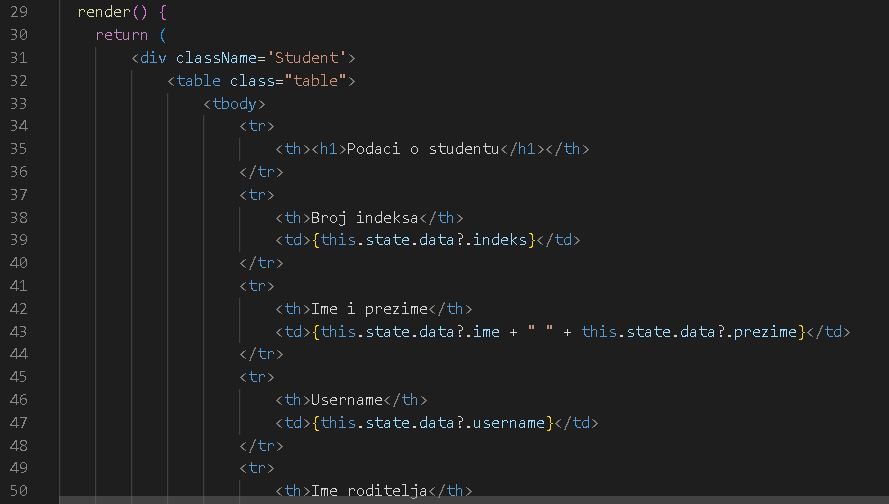 29 render() {
30 return (
31 <div className='Student'>
32 <table class="table">
33 <tbody>
34 <tr>
35 <th><h1>Podaci o studentu</h1></th>
36 </tr>
37 <tr>
38 <th>Broj indeksa</th>
39 <td>{this.state.data?.indeks}</td>
40 </tr>
41 <tr>
42 <th>Ime i prezime</th>
43 <td>{this.state.data?.ime + " " + this.state.data?.prezime}</td>
44 </tr>
45 <tr>
46 <th>Username</th>
47 <td>{this.state.data?.username}</td>
48 </tr>
49 <tr>
50 <th>Ime roditelja</th>